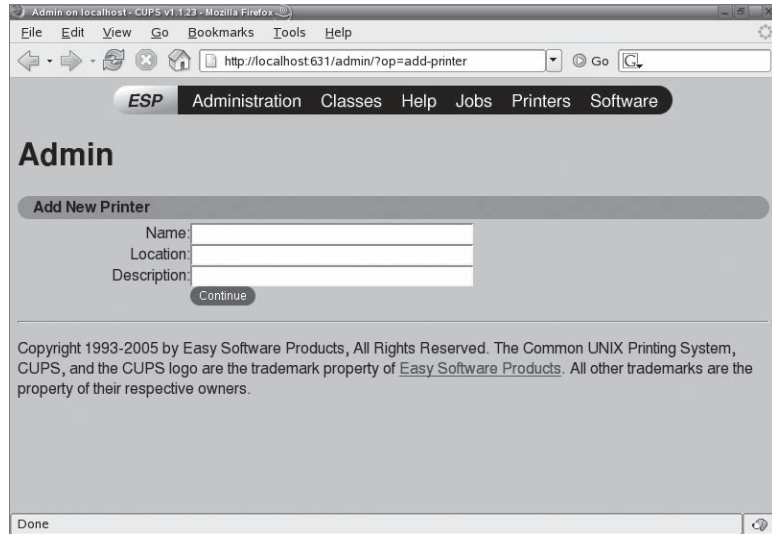 Admin on localhost - CUPS v1.1.23 - Mozilla Firefox
File Edit View Go Bookmarks Tools Help
http://localhost:631/admin/?op=add-printer Go G
ESP Administration Classes Help Jobs Printers Software
Admin
Add New Printer
Name:
Location:
Description:
Continue
Copyright 1993-2005 by Easy Software Products, All Rights Reserved. The Common UNIX Printing System,
CUPS, and the CUPS logo are the trademark property of Easy Software Products. All other trademarks are the
property of their respective owners.
Done